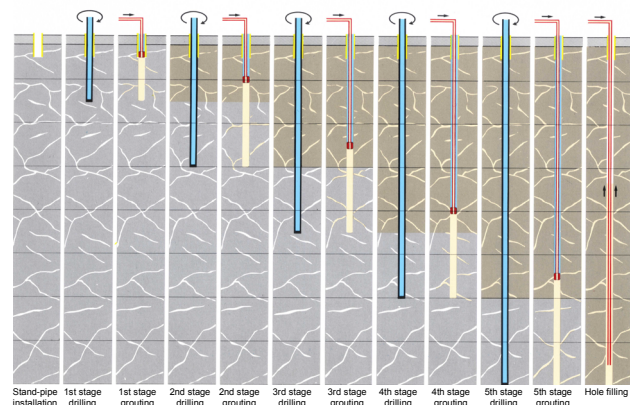 Stand-pipe
installation
1st stage
drilling
1st stage
grouting
2nd stage
drilling
2nd stage
grouting
3rd stage
drilling
3rd stage
grouting
4th stage
drilling
4th stage
grouting
5th stage
drilling
5th stage
grouting
Hole filling